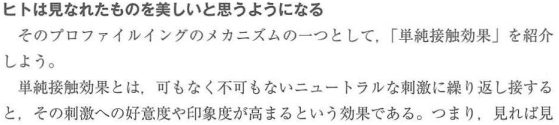 ヒトは見なれたものを美しいと思うようになる
そのプロファイルイングのメカニズムの一つとして，「単純接触効果」を紹介
しよう。
単純接触効果とは，可もなく不可もないニュートラルな刺激に繰り返し接する
と，その刺激への好意度や印象度が高まるという効果である。つまり，見れば見